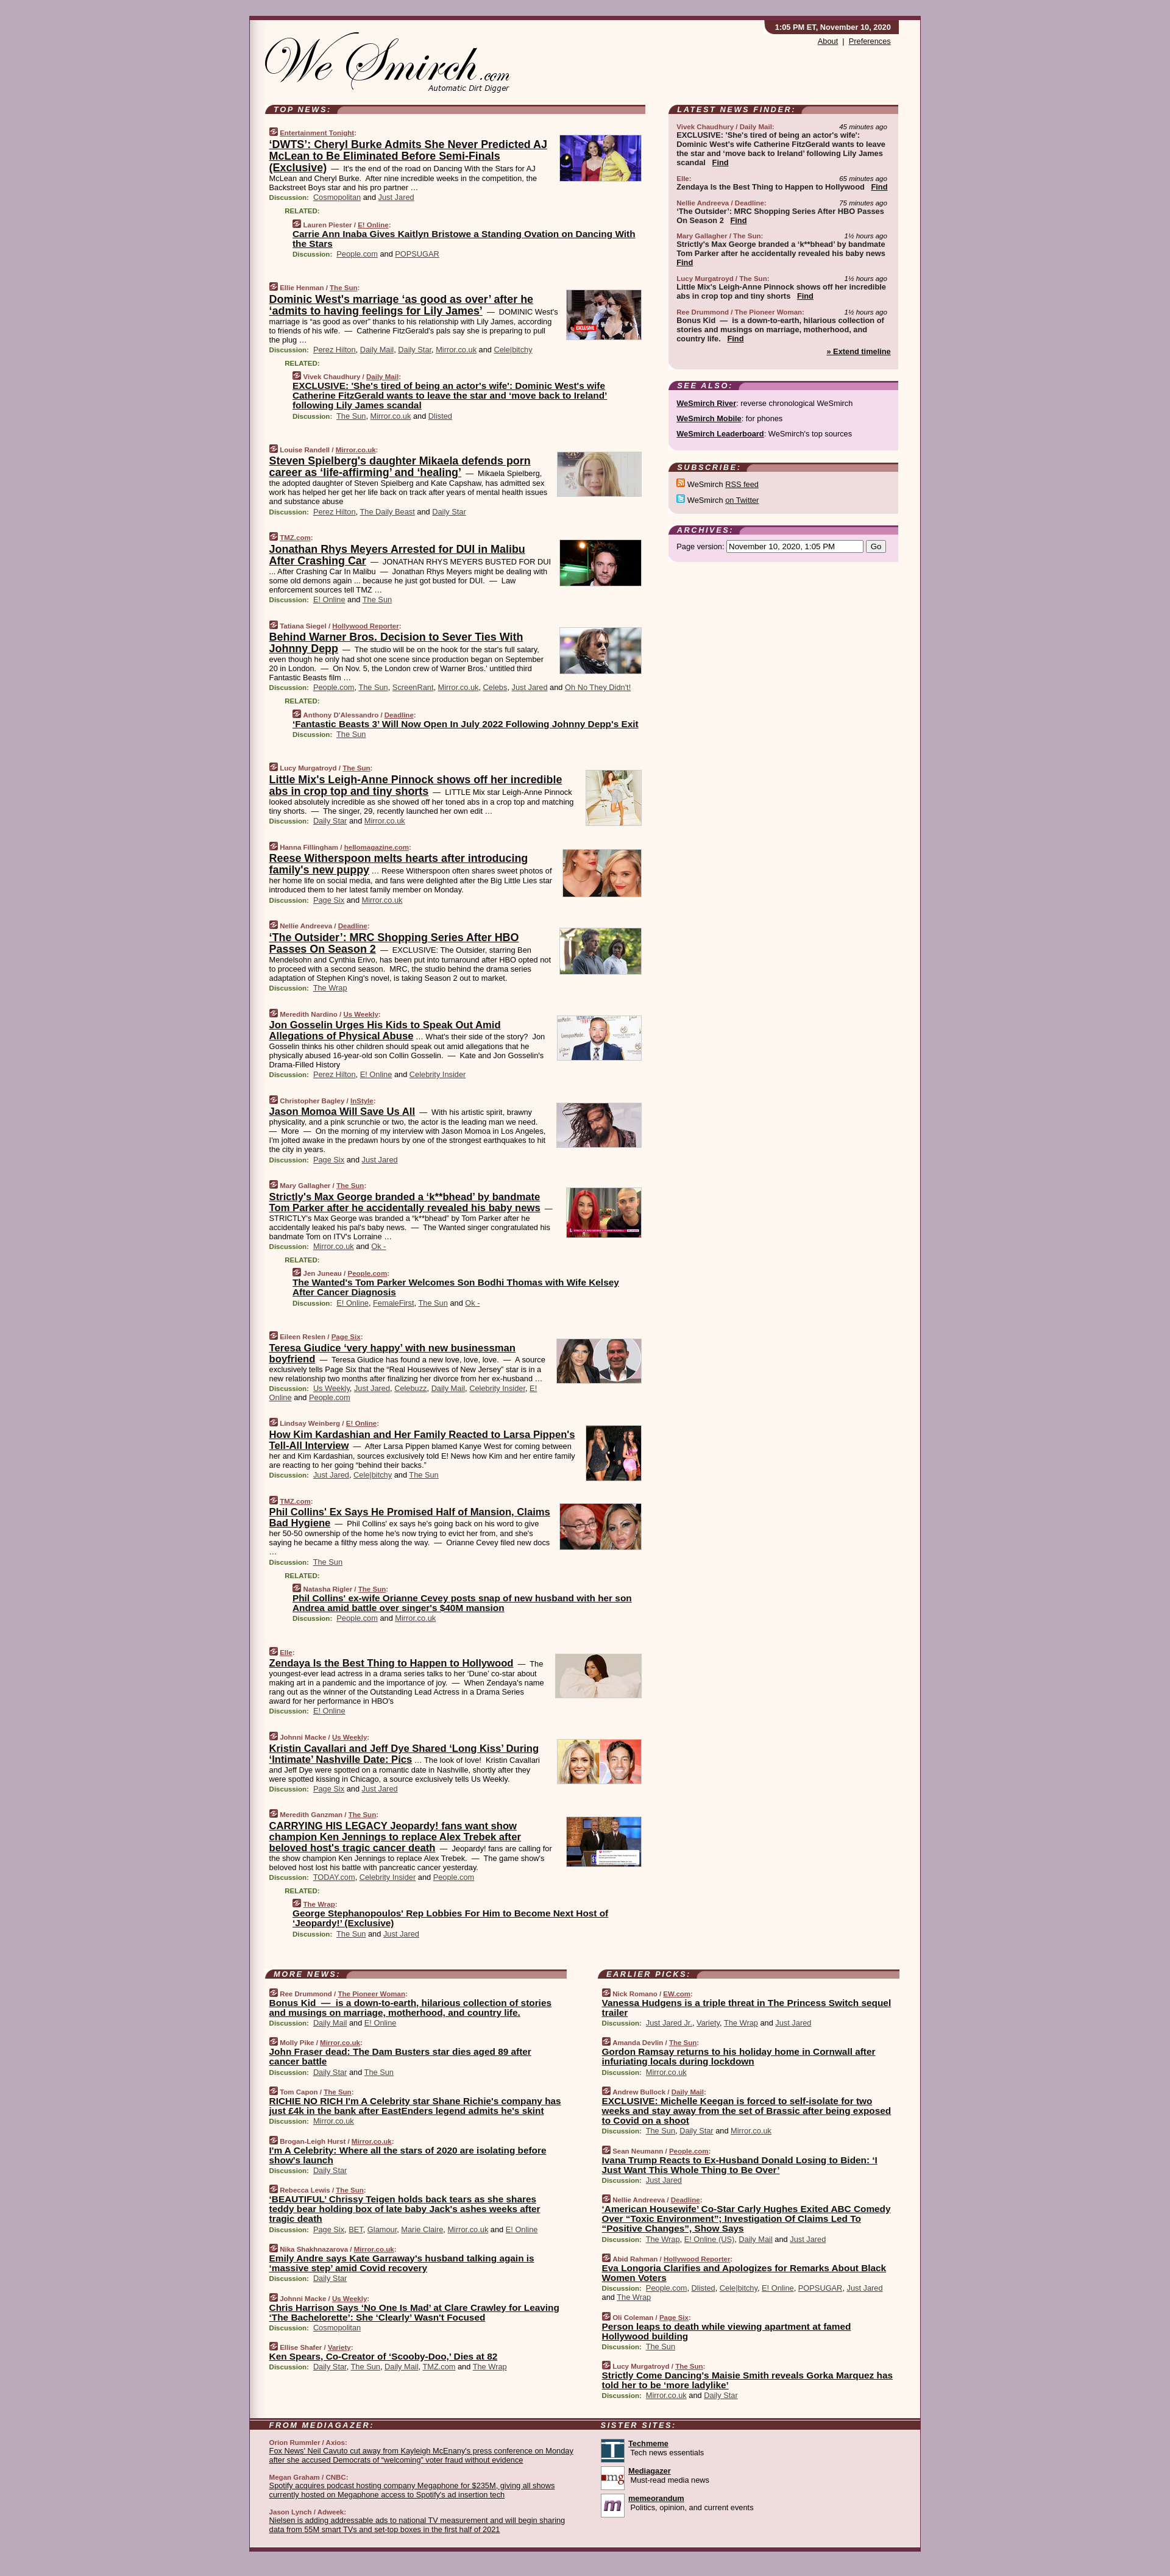 1:05 PM ET, November 10, 2020
About | Preferences
We Smirch.com
Automatic Dirt Digger
TOP NEWS:
Entertainment Tonight:
‘DWTS’: Cheryl Burke Admits She Never Predicted AJ
McLean to Be Eliminated Before Semi-Finals
(Exclusive) — It's the end of the road on Dancing With the Stars for AJ
McLean and Cheryl Burke. After nine incredible weeks in the competition, the
Backstreet Boys star and his pro partner …
Discussion: Cosmopolitan and Just Jared
RELATED:
Lauren Piester / E! Online:
Carrie Ann Inaba Gives Kaitlyn Bristowe a Standing Ovation on Dancing With
the Stars
Discussion: People.com and POPSUGAR
Ellie Henman / The Sun:
Dominic West's marriage ‘as good as over’ after he
‘admits to having feelings for Lily James’ — DOMINIC West's
marriage is “as good as over” thanks to his relationship with Lily James, according
to friends of his wife. — Catherine FitzGerald's pals say she is preparing to pull
the plug …
Discussion: Perez Hilton, Daily Mail, Daily Star, Mirror.co.uk and Cele|bitchy
RELATED:
Vivek Chaudhury / Daily Mail:
EXCLUSIVE: 'She's tired of being an actor's wife': Dominic West's wife
Catherine FitzGerald wants to leave the star and ‘move back to Ireland’
following Lily James scandal
Discussion: The Sun, Mirror.co.uk and Dlisted
Louise Randell / Mirror.co.uk:
Steven Spielberg's daughter Mikaela defends porn
career as ‘life-affirming’ and ‘healing’ — Mikaela Spielberg,
the adopted daughter of Steven Spielberg and Kate Capshaw, has admitted sex
work has helped her get her life back on track after years of mental health issues
and substance abuse
Discussion: Perez Hilton, The Daily Beast and Daily Star
TMZ.com:
Jonathan Rhys Meyers Arrested for DUI in Malibu
After Crashing Car — JONATHAN RHYS MEYERS BUSTED FOR DUI
... After Crashing Car In Malibu — Jonathan Rhys Meyers might be dealing with
some old demons again ... because he just got busted for DUI. — Law
enforcement sources tell TMZ …
Discussion: E! Online and The Sun
Tatiana Siegel / Hollywood Reporter:
Behind Warner Bros. Decision to Sever Ties With
Johnny Depp — The studio will be on the hook for the star's full salary,
even though he only had shot one scene since production began on September
20 in London. — On Nov. 5, the London crew of Warner Bros.' untitled third
Fantastic Beasts film …
Discussion: People.com, The Sun, ScreenRant, Mirror.co.uk, Celebs, Just Jared and Oh No They Didn't!
RELATED:
Anthony D'Alessandro / Deadline:
‘Fantastic Beasts 3’ Will Now Open In July 2022 Following Johnny Depp's Exit
Discussion: The Sun
Lucy Murgatroyd / The Sun:
Little Mix's Leigh-Anne Pinnock shows off her incredible
abs in crop top and tiny shorts — LITTLE Mix star Leigh-Anne Pinnock
looked absolutely incredible as she showed off her toned abs in a crop top and matching
tiny shorts. — The singer, 29, recently launched her own edit …
Discussion: Daily Star and Mirror.co.uk
Hanna Fillingham / hellomagazine.com:
Reese Witherspoon melts hearts after introducing
family's new puppy … Reese Witherspoon often shares sweet photos of
her home life on social media, and fans were delighted after the Big Little Lies star
introduced them to her latest family member on Monday.
Discussion: Page Six and Mirror.co.uk
Nellie Andreeva / Deadline:
‘The Outsider’: MRC Shopping Series After HBO
Passes On Season 2 — EXCLUSIVE: The Outsider, starring Ben
Mendelsohn and Cynthia Erivo, has been put into turnaround after HBO opted not
to proceed with a second season. MRC, the studio behind the drama series
adaptation of Stephen King's novel, is taking Season 2 out to market.
Discussion: The Wrap
Meredith Nardino / Us Weekly:
Jon Gosselin Urges His Kids to Speak Out Amid
Allegations of Physical Abuse … What's their side of the story? Jon
Gosselin thinks his other children should speak out amid allegations that he
physically abused 16-year-old son Collin Gosselin. — Kate and Jon Gosselin's
Drama-Filled History
Discussion: Perez Hilton, E! Online and Celebrity Insider
Christopher Bagley / InStyle:
Jason Momoa Will Save Us All — With his artistic spirit, brawny
physicality, and a pink scrunchie or two, the actor is the leading man we need.
— More — On the morning of my interview with Jason Momoa in Los Angeles,
I'm jolted awake in the predawn hours by one of the strongest earthquakes to hit
the city in years.
Discussion: Page Six and Just Jared
Mary Gallagher / The Sun:
Strictly's Max George branded a ‘k**bhead’ by bandmate
Tom Parker after he accidentally revealed his baby news —
STRICTLY's Max George was branded a “k**bhead” by Tom Parker after he
accidentally leaked his pal's baby news. — The Wanted singer congratulated his
bandmate Tom on ITV's Lorraine …
Discussion: Mirror.co.uk and Ok -
RELATED:
Jen Juneau / People.com:
The Wanted's Tom Parker Welcomes Son Bodhi Thomas with Wife Kelsey
After Cancer Diagnosis
Discussion: E! Online, FemaleFirst, The Sun and Ok -
Eileen Reslen / Page Six:
Teresa Giudice ‘very happy’ with new businessman
boyfriend — Teresa Giudice has found a new love, love, love. — A source
exclusively tells Page Six that the “Real Housewives of New Jersey” star is in a
new relationship two months after finalizing her divorce from her ex-husband …
Discussion: Us Weekly, Just Jared, Celebuzz, Daily Mail, Celebrity Insider, E!
Online and People.com
Lindsay Weinberg / E! Online:
How Kim Kardashian and Her Family Reacted to Larsa Pippen's
Tell-All Interview — After Larsa Pippen blamed Kanye West for coming between
her and Kim Kardashian, sources exclusively told E! News how Kim and her entire family
are reacting to her going “behind their backs.”
Discussion: Just Jared, Cele|bitchy and The Sun
TMZ.com:
Phil Collins' Ex Says He Promised Half of Mansion, Claims
Bad Hygiene — Phil Collins' ex says he's going back on his word to give
her 50-50 ownership of the home he's now trying to evict her from, and she's
saying he became a filthy mess along the way. — Orianne Cevey filed new docs
…
Discussion: The Sun
RELATED:
Natasha Rigler / The Sun:
Phil Collins' ex-wife Orianne Cevey posts snap of new husband with her son
Andrea amid battle over singer's $40M mansion
Discussion: People.com and Mirror.co.uk
Elle:
Zendaya Is the Best Thing to Happen to Hollywood — The
youngest-ever lead actress in a drama series talks to her ‘Dune’ co-star about
making art in a pandemic and the importance of joy. — When Zendaya's name
rang out as the winner of the Outstanding Lead Actress in a Drama Series
award for her performance in HBO's
Discussion: E! Online
Johnni Macke / Us Weekly:
Kristin Cavallari and Jeff Dye Shared ‘Long Kiss’ During
‘Intimate’ Nashville Date: Pics … The look of love! Kristin Cavallari
and Jeff Dye were spotted on a romantic date in Nashville, shortly after they
were spotted kissing in Chicago, a source exclusively tells Us Weekly.
Discussion: Page Six and Just Jared
Meredith Ganzman / The Sun:
CARRYING HIS LEGACY Jeopardy! fans want show
champion Ken Jennings to replace Alex Trebek after
beloved host's tragic cancer death — Jeopardy! fans are calling for
the show champion Ken Jennings to replace Alex Trebek. — The game show's
beloved host lost his battle with pancreatic cancer yesterday.
Discussion: TODAY.com, Celebrity Insider and People.com
RELATED:
The Wrap:
George Stephanopoulos' Rep Lobbies For Him to Become Next Host of
‘Jeopardy!’ (Exclusive)
Discussion: The Sun and Just Jared
LATEST NEWS FINDER:
Vivek Chaudhury / Daily Mail: 45 minutes ago
EXCLUSIVE: 'She's tired of being an actor's wife':
Dominic West's wife Catherine FitzGerald wants to leave
the star and ‘move back to Ireland’ following Lily James
scandal Find
Elle: 65 minutes ago
Zendaya Is the Best Thing to Happen to Hollywood Find
Nellie Andreeva / Deadline: 75 minutes ago
‘The Outsider’: MRC Shopping Series After HBO Passes
On Season 2 Find
Mary Gallagher / The Sun: 1½ hours ago
Strictly's Max George branded a ‘k**bhead’ by bandmate
Tom Parker after he accidentally revealed his baby news
Find
Lucy Murgatroyd / The Sun: 1½ hours ago
Little Mix's Leigh-Anne Pinnock shows off her incredible
abs in crop top and tiny shorts Find
Ree Drummond / The Pioneer Woman: 1½ hours ago
Bonus Kid — is a down-to-earth, hilarious collection of
stories and musings on marriage, motherhood, and
country life. Find
» Extend timeline
SEE ALSO:
WeSmirch River: reverse chronological WeSmirch
WeSmirch Mobile: for phones
WeSmirch Leaderboard: WeSmirch's top sources
SUBSCRIBE:
WeSmirch RSS feed
WeSmirch on Twitter
ARCHIVES:
Page version: November 10, 2020, 1:05 PM Go
MORE NEWS:
Ree Drummond / The Pioneer Woman:
Bonus Kid — is a down-to-earth, hilarious collection of stories
and musings on marriage, motherhood, and country life.
Discussion: Daily Mail and E! Online
Molly Pike / Mirror.co.uk:
John Fraser dead: The Dam Busters star dies aged 89 after
cancer battle
Discussion: Daily Star and The Sun
Tom Capon / The Sun:
RICHIE NO RICH I'm A Celebrity star Shane Richie's company has
just £4k in the bank after EastEnders legend admits he's skint
Discussion: Mirror.co.uk
Brogan-Leigh Hurst / Mirror.co.uk:
I'm A Celebrity: Where all the stars of 2020 are isolating before
show's launch
Discussion: Daily Star
Rebecca Lewis / The Sun:
‘BEAUTIFUL’ Chrissy Teigen holds back tears as she shares
teddy bear holding box of late baby Jack's ashes weeks after
tragic death
Discussion: Page Six, BET, Glamour, Marie Claire, Mirror.co.uk and E! Online
Nika Shakhnazarova / Mirror.co.uk:
Emily Andre says Kate Garraway's husband talking again is
‘massive step’ amid Covid recovery
Discussion: Daily Star
Johnni Macke / Us Weekly:
Chris Harrison Says ‘No One Is Mad’ at Clare Crawley for Leaving
‘The Bachelorette’: She ‘Clearly’ Wasn't Focused
Discussion: Cosmopolitan
Ellise Shafer / Variety:
Ken Spears, Co-Creator of ‘Scooby-Doo,’ Dies at 82
Discussion: Daily Star, The Sun, Daily Mail, TMZ.com and The Wrap
EARLIER PICKS:
Nick Romano / EW.com:
Vanessa Hudgens is a triple threat in The Princess Switch sequel
trailer
Discussion: Just Jared Jr., Variety, The Wrap and Just Jared
Amanda Devlin / The Sun:
Gordon Ramsay returns to his holiday home in Cornwall after
infuriating locals during lockdown
Discussion: Mirror.co.uk
Andrew Bullock / Daily Mail:
EXCLUSIVE: Michelle Keegan is forced to self-isolate for two
weeks and stay away from the set of Brassic after being exposed
to Covid on a shoot
Discussion: The Sun, Daily Star and Mirror.co.uk
Sean Neumann / People.com:
Ivana Trump Reacts to Ex-Husband Donald Losing to Biden: ‘I
Just Want This Whole Thing to Be Over’
Discussion: Just Jared
Nellie Andreeva / Deadline:
‘American Housewife’ Co-Star Carly Hughes Exited ABC Comedy
Over “Toxic Environment”; Investigation Of Claims Led To
“Positive Changes”, Show Says
Discussion: The Wrap, E! Online (US), Daily Mail and Just Jared
Abid Rahman / Hollywood Reporter:
Eva Longoria Clarifies and Apologizes for Remarks About Black
Women Voters
Discussion: People.com, Dlisted, Cele|bitchy, E! Online, POPSUGAR, Just Jared
and The Wrap
Oli Coleman / Page Six:
Person leaps to death while viewing apartment at famed
Hollywood building
Discussion: The Sun
Lucy Murgatroyd / The Sun:
Strictly Come Dancing's Maisie Smith reveals Gorka Marquez has
told her to be ‘more ladylike’
Discussion: Mirror.co.uk and Daily Star
FROM MEDIAGAZER:
Orion Rummler / Axios:
Fox News' Neil Cavuto cut away from Kayleigh McEnany's press conference on Monday
after she accused Democrats of “welcoming” voter fraud without evidence
Megan Graham / CNBC:
Spotify acquires podcast hosting company Megaphone for $235M, giving all shows
currently hosted on Megaphone access to Spotify's ad insertion tech
Jason Lynch / Adweek:
Nielsen is adding addressable ads to national TV measurement and will begin sharing
data from 55M smart TVs and set-top boxes in the first half of 2021
SISTER SITES:
T Techmeme
Tech news essentials
mg Mediagazer
Must-read media news
m memeorandum
Politics, opinion, and current events